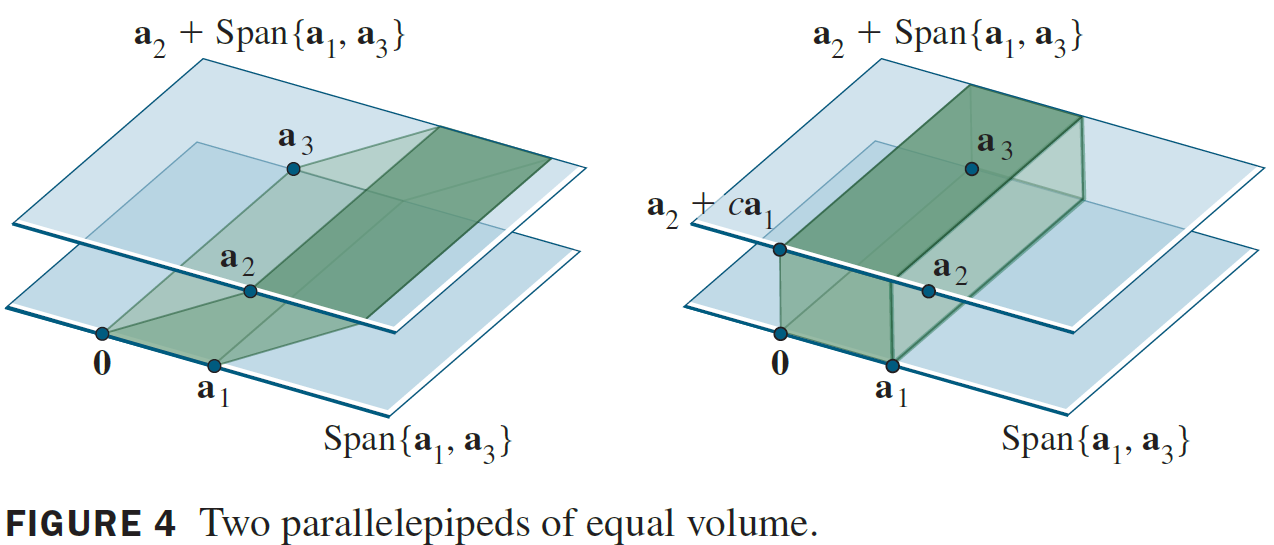 a₂ + Span{a₁, a₃}
a₃
a₂
0
a₁
Span{a₁, a₃}
a₂ + Span{a₁, a₃}
a₃
a₂ + ca₁
a₂
0
a₁
Span{a₁, a₃}
FIGURE 4 Two parallelepipeds of equal volume.